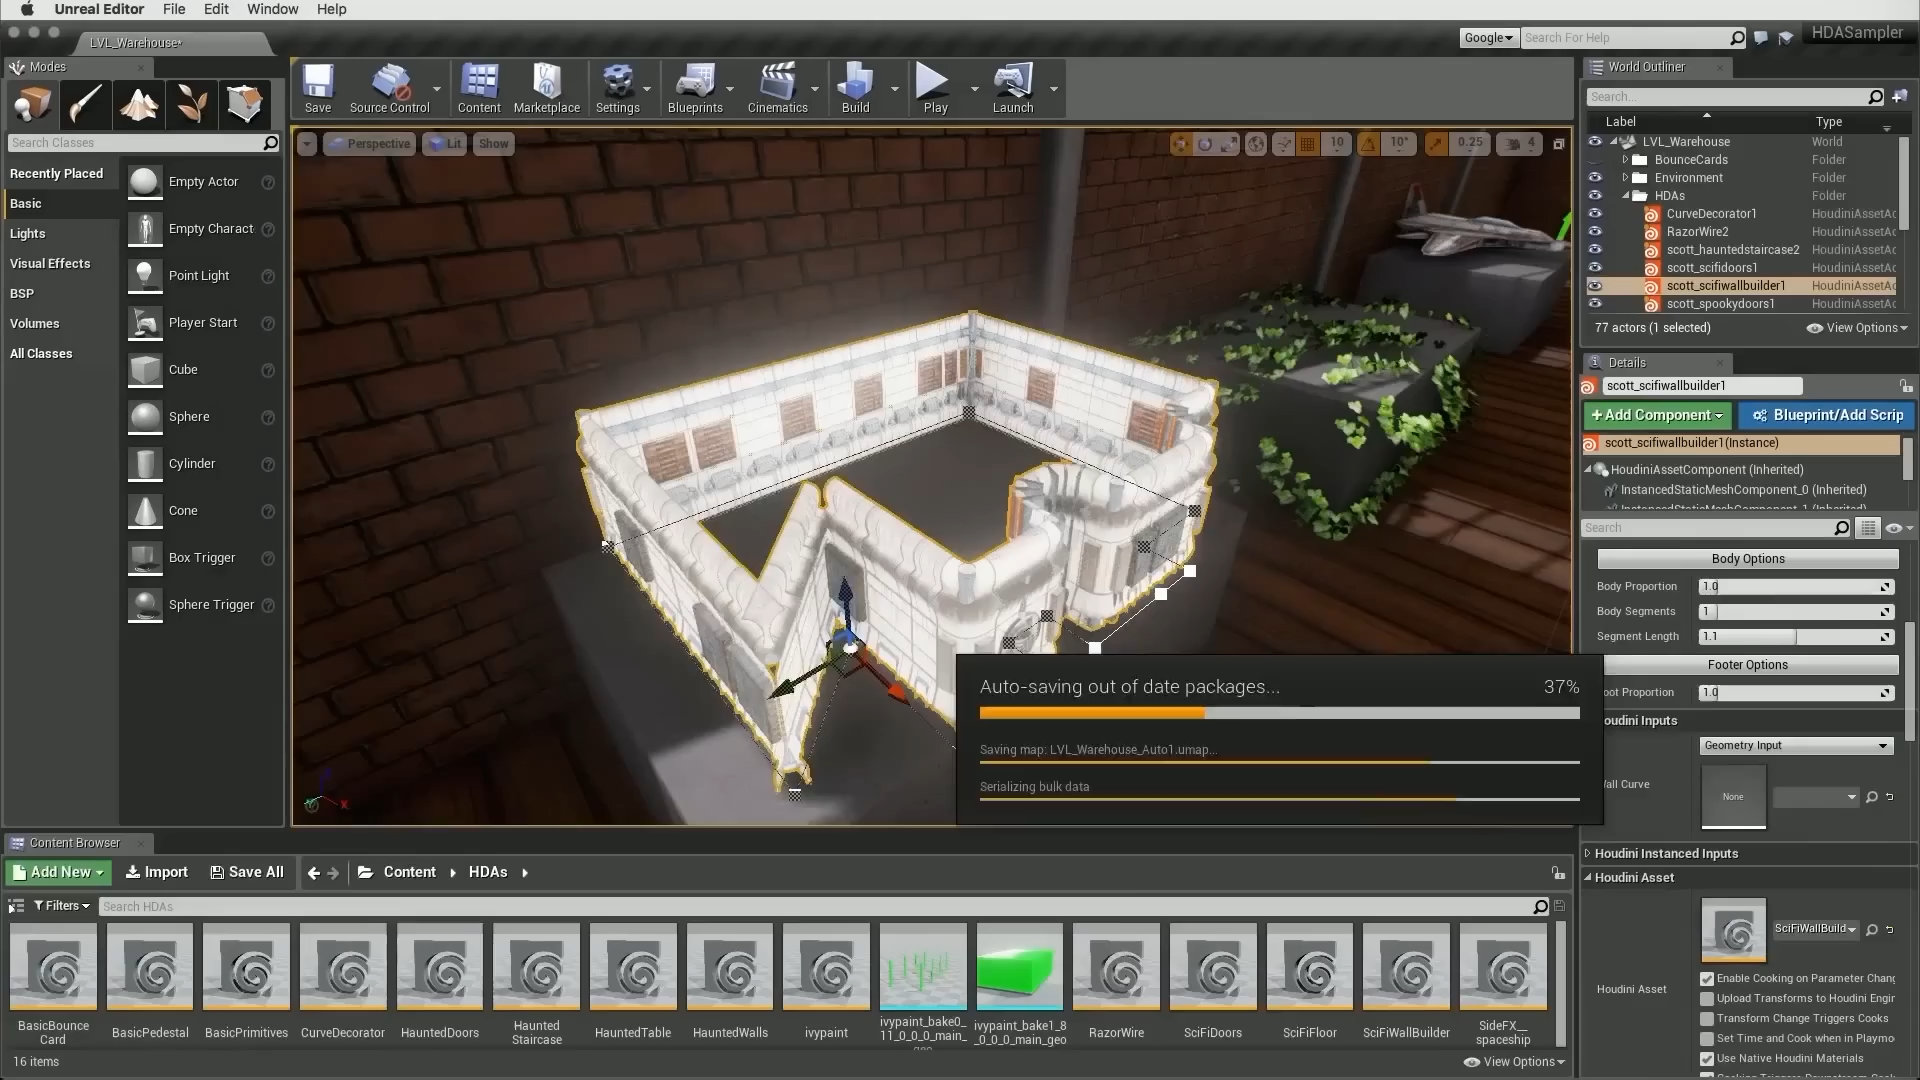 Unreal Editor File Edit Window Help
LVL_Warehouse*
Google
Search For Help
HDASampler
Modes
Search Classes
Recently Placed
Basic
Lights
Visual Effects
BSP
Volumes
All Classes
Empty Actor
Empty Charact
Point Light
Player Start
Cube
Sphere
Cylinder
Cone
Box Trigger
Sphere Trigger
Save
Source Control
Content
Marketplace
Settings
Blueprints
Cinematics
Build
Play
Launch
Perspective
Lit
Show
10
10°
0.25
4
World Outliner
Search...
Label Type
LVL_Warehouse World
BounceCards Folder
Environment Folder
HDAs Folder
CurveDecorator1 HoudiniAssetAc
RazorWire2 HoudiniAssetAc
scott_hauntedstaircase2 HoudiniAssetAc
scott_scifidoors1 HoudiniAssetAc
scott_scifiwallbuilder1 HoudiniAssetAc
scott_spookydoors1 HoudiniAssetAc
77 actors (1 selected)
View Options
Details
scott_scifiwallbuilder1
+Add Component
Blueprint/Add Scrip
scott_scifiwallbuilder1(Instance)
HoudiniAssetComponent (Inherited)
InstancedStaticMeshComponent_0 (Inherited)
InstancedStaticMeshComponent_1 (Inherited)
Search
Body Options
Body Proportion 1.0
Body Segments 1
Segment Length 1.1
Footer Options
oot Proportion 1.0
oudini Inputs
Geometry Input
all Curve
None
Houdini Instanced Inputs
Houdini Asset
SciFiWallBuild
Houdini Asset
Enable Cooking on Parameter Chang
Upload Transforms to Houdini Engir
Transform Change Triggers Cooks
Set Time and Cook when in Playmo
Use Native Houdini Materials
Auto-saving out of date packages... 37%
Saving map: LVL_Warehouse_Auto1.umap...
Serializing bulk data
Content Browser
Add New
Import
Save All
Content
HDAs
Filters
Search HDAs
BasicBounce
Card
BasicPedestal
BasicPrimitives
CurveDecorator
HauntedDoors
Haunted
Staircase
HauntedTable
HauntedWalls
ivypaint
ivypaint_bake0_
11_0_0_0_main_
geo
ivypaint_bake1_8
_0_0_0_main_geo
RazorWire
SciFiDoors
SciFiFloor
SciFiWallBuilder
SideFX__
spaceship
16 items
View Options